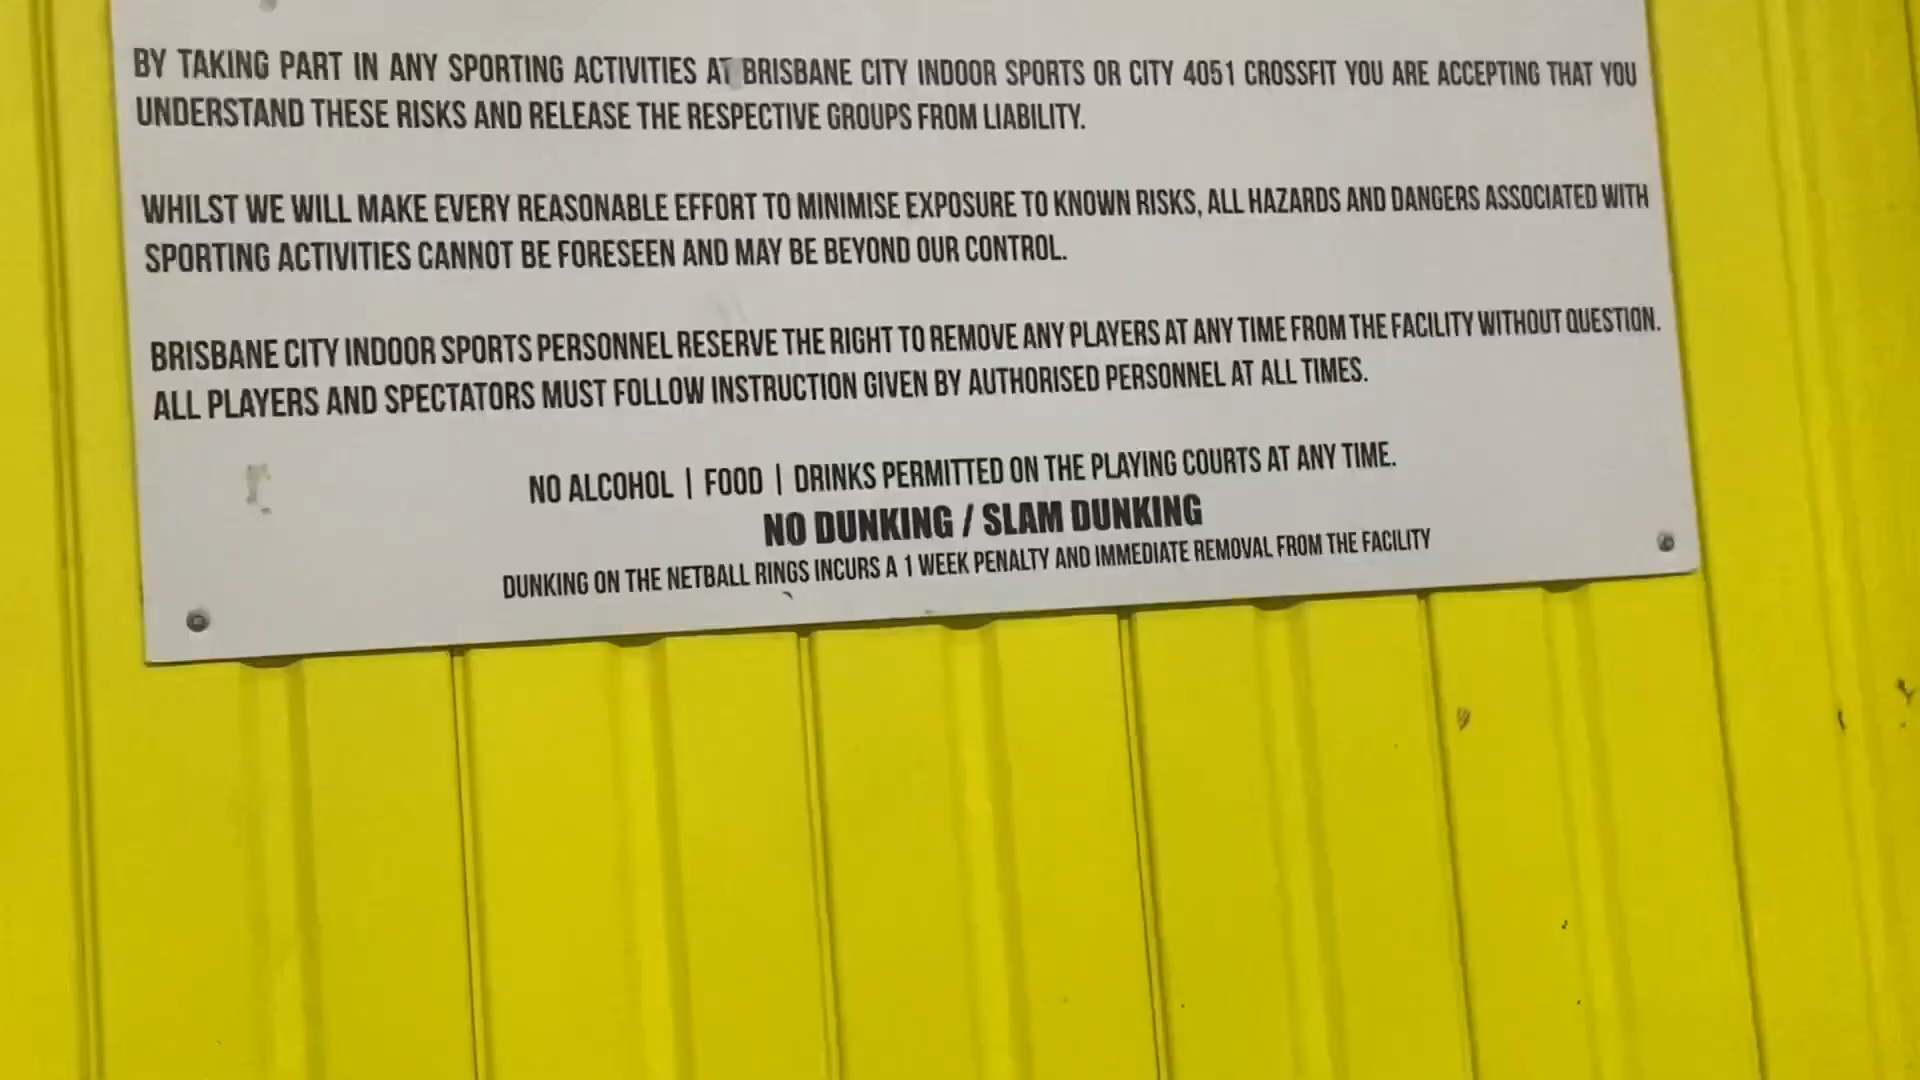 BY TAKING PART IN ANY SPORTING ACTIVITIES AT BRISBANE CITY INDOOR SPORTS OR CITY 4051 CROSSFIT YOU ARE ACCEPTING THAT YOU
UNDERSTAND THESE RISKS AND RELEASE THE RESPECTIVE GROUPS FROM LIABILITY.
WHILST WE WILL MAKE EVERY REASONABLE EFFORT TO MINIMISE EXPOSURE TO KNOWN RISKS, ALL HAZARDS AND DANGERS ASSOCIATED WITH
SPORTING ACTIVITIES CANNOT BE FORESEEN AND MAY BE BEYOND OUR CONTROL.
BRISBANE CITY INDOOR SPORTS PERSONNEL RESERVE THE RIGHT TO REMOVE ANY PLAYERS AT ANY TIME FROM THE FACILITY WITHOUT QUESTION.
ALL PLAYERS AND SPECTATORS MUST FOLLOW INSTRUCTION GIVEN BY AUTHORISED PERSONNEL AT ALL TIMES.
NO ALCOHOL | FOOD | DRINKS PERMITTED ON THE PLAYING COURTS AT ANY TIME.
NO DUNKING / SLAM DUNKING
DUNKING ON THE NETBALL RINGS INCURS A 1 WEEK PENALTY AND IMMEDIATE REMOVAL FROM THE FACILITY